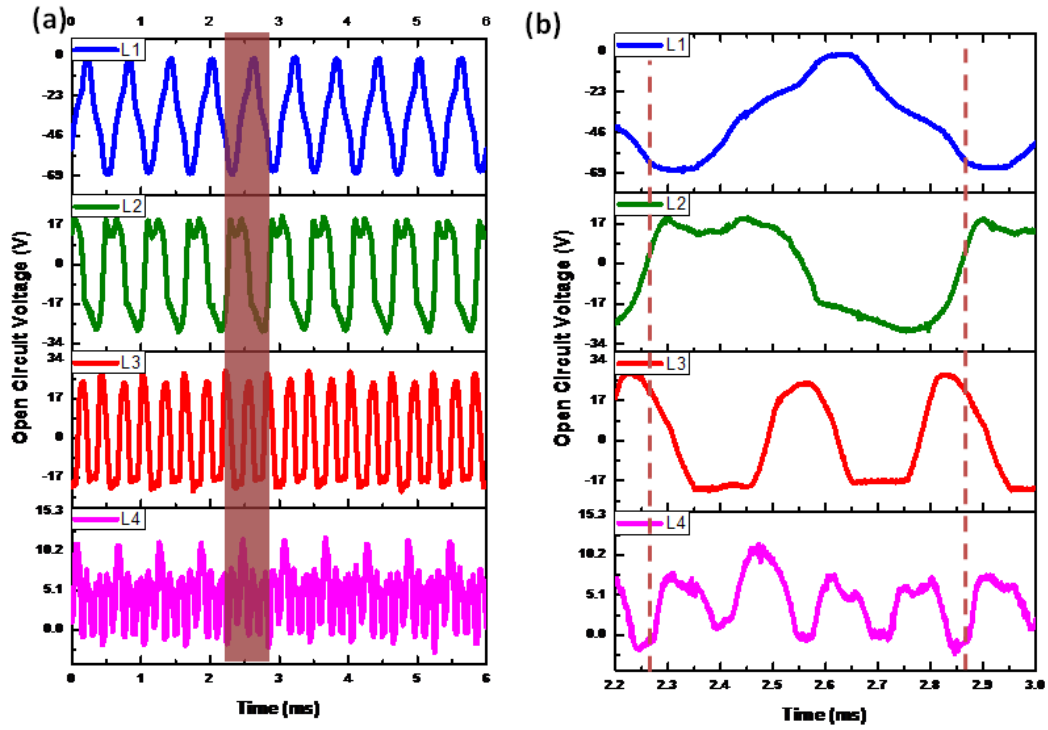 (a)
0 1 2 3 4 5 6
L1
0
-23
-46
-69
L2
17
0
-17
-34
L3
34
17
0
-17
L4
15.3
10.2
5.1
0.0
0 1 2 3 4 5 6
Time (ms)
Open Circuit Voltage (V)
(b)
L1
0
-23
-46
-69
L2
17
0
-17
-34
L3
34
17
0
-17
L4
15.3
10.2
5.1
0.0
2.2 2.3 2.4 2.5 2.6 2.7 2.8 2.9 3.0
Time (ms)
Open Circuit Voltage (V)